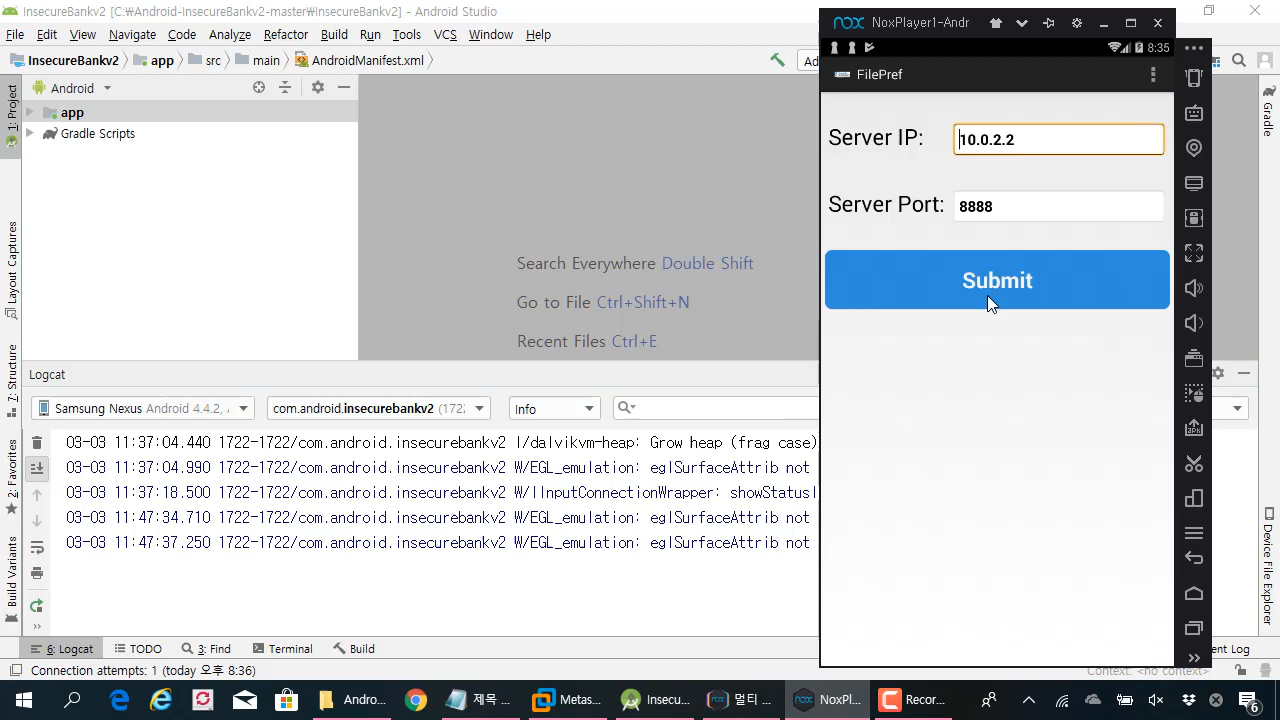 InsecureBankv2 [C:￦Android-InsecureBankv2-master￦InsecureBankv2] - Android Studio
File Edit View Navigate Code Analyze Refactor Build Run Tools VCS Window
InsecureBankv2 app src main AndroidManifest.xml Ad
Android
app
Gradle Scripts
1: Project
Layout Captures
7: Structure
2: Favorites
Build Variants
Search Everywhere Double Shift
Go to File Ctrl+Shift+N
Recent Files Ctrl+E
Logcat
Samsung Nexus Android 4.4.2, com.android.insecurebankv2 (1722 Info
03-03 11:37:04.440 1722-1722/com.android.insecurebankv2 I/dalvikvm-heap: Grow heap (frag case)
03-03 11:37:04.990 1722-1722/com.android.insecurebankv2 W/EGL_emulation: eglSurfaceAttrib not
03-03 11:37:18.500 1722-1722/com.android.insecurebankv2 W/IInputConnectionWrapper: showStatusI
03-03 11:47:34.710 1722-1722/com.android.insecurebankv2 W/EGL_emulation: eglSurfaceAttrib not
03-03 11:47:37.250 1722-1722/com.android.insecurebankv2 W/EGL_emulation: eglSurfaceAttrib not
6: Logcat TODO 3: Find Terminal Build nt Log
Connection attempts: 1 (today 오후 8:36) Context: <no context>
nox NoxPlayer1-Andr
8:35
FilePref
Server IP: 10.0.2.2
Server Port: 8888
Submit
Gradle
Device File Explorer
Andro... 제목 ... Metas... Insecu... 멀티 ... NoxPl... Recor... 6